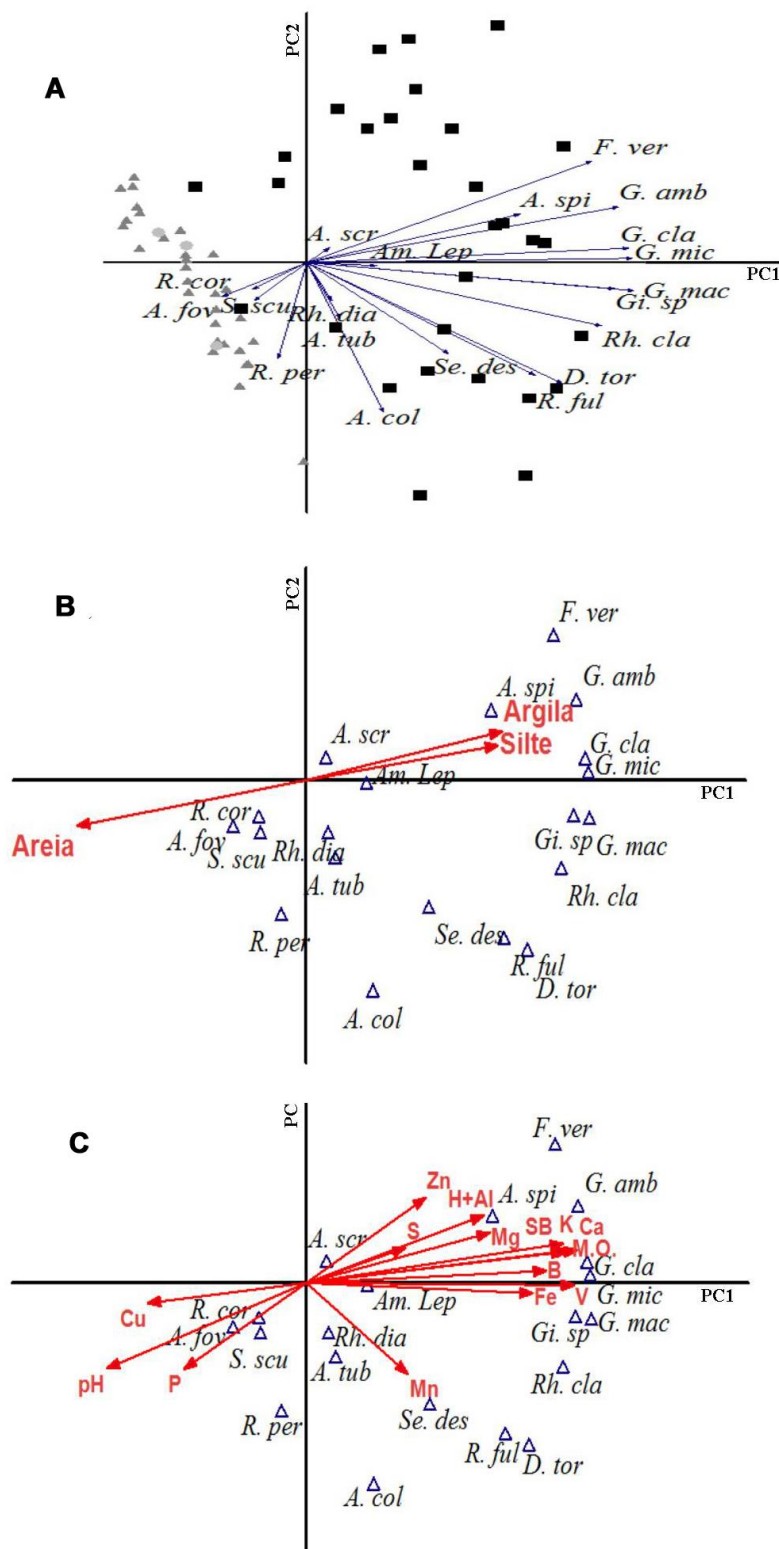 PC2
A
F. ver
G. amb
A. spi
A. scr
G. cla
Am. Lep
G. mic
PC1
R. cor
G. mac
A. fov
S. scu
Rh. dia
Gi. sp
A. tub
Rh. cla
R. per
Se. des
D. tor
R. ful
A. col
PC2
B
F. ver
A. spi
G. amb
Argila
A. scr
Silte
G. cla
G. mic
Am. Lep
PC1
R. cor
A. fov
Areia
S. scu
Rh. dia
Gi. sp
G. mac
A. tub
Rh. cla
R. per
Se. des
R. ful
D. tor
A. col
PC
C
F. ver
Zn
H+Al
A. spi
G. amb
S
Mg
SB
K
Ca
A. scr
M.O.
B
G. cla
Am. Lep
Fe
V
G. mic
PC1
Cu
R. cor
A. fov
Gi. sp
G. mac
S. scu
Rh. dia
A. tub
pH
P
Mn
Rh. cla
R. per
Se. des
R. ful
D. tor
A. col